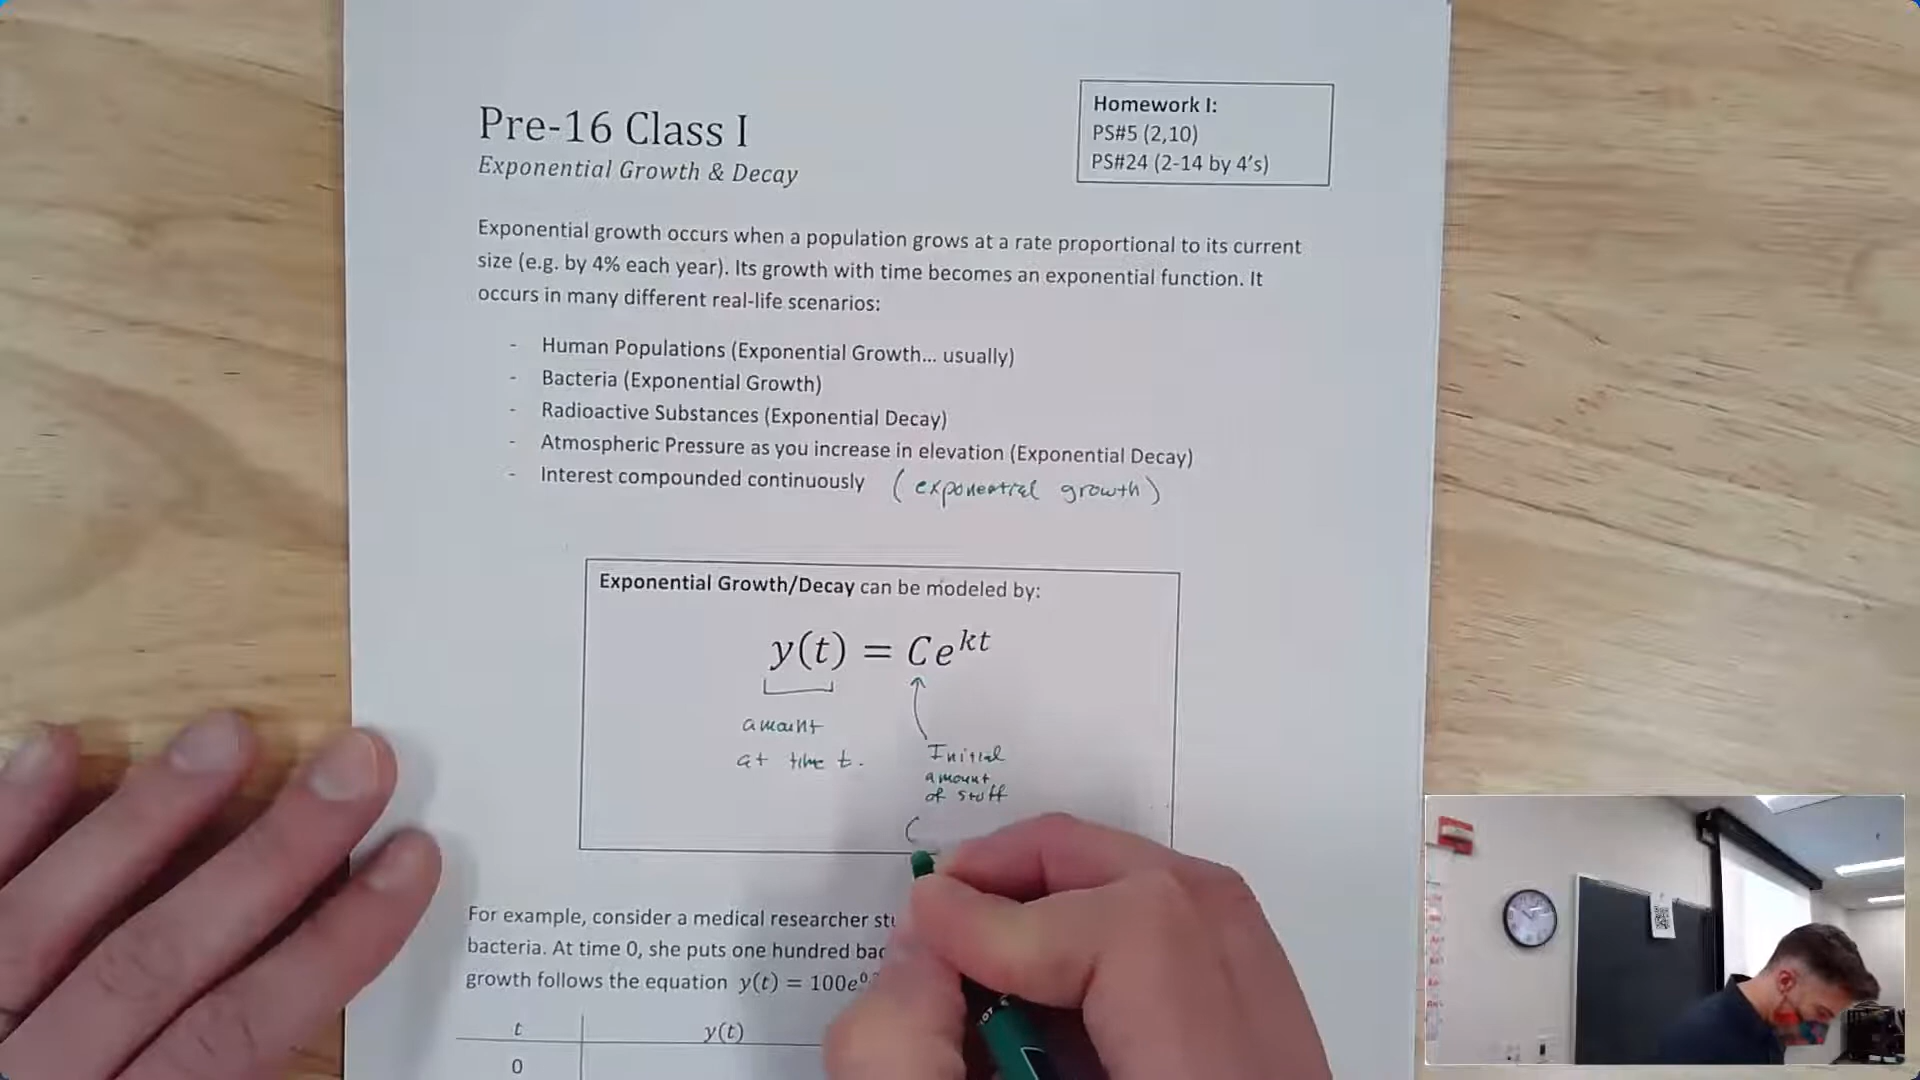 Pre-16 Class I
Exponential Growth & Decay
Homework I:
PS#5 (2,10)
PS#24 (2-14 by 4's)
Exponential growth occurs when a population grows at a rate proportional to its current
size (e.g. by 4% each year). Its growth with time becomes an exponential function. It
occurs in many different real-life scenarios:
- Human Populations (Exponential Growth... usually)
- Bacteria (Exponential Growth)
- Radioactive Substances (Exponential Decay)
- Atmospheric Pressure as you increase in elevation (Exponential Decay)
- Interest compounded continuously (exponential growth)
Exponential Growth/Decay can be modeled by:
y(t) = Ce^{kt}
amount
at time t.
Initial
amount
of stuff
(
For example, consider a medical researcher
bacteria. At time 0, she puts one hundred
growth follows the equation y(t) = 100e^{0.
t y(t)
0